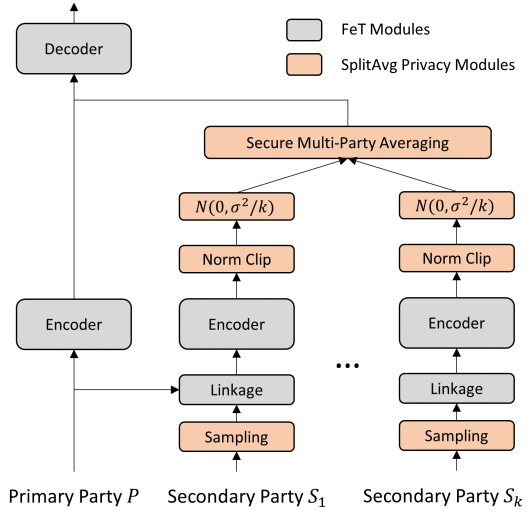 Decoder
FeT Modules
SplitAvg Privacy Modules
Secure Multi-Party Averaging
N(0, σ²/k)
N(0, σ²/k)
Norm Clip
Norm Clip
Encoder
Encoder
Encoder
...
Linkage
Linkage
Sampling
Sampling
Primary Party P
Secondary Party S₁
Secondary Party Sₖ